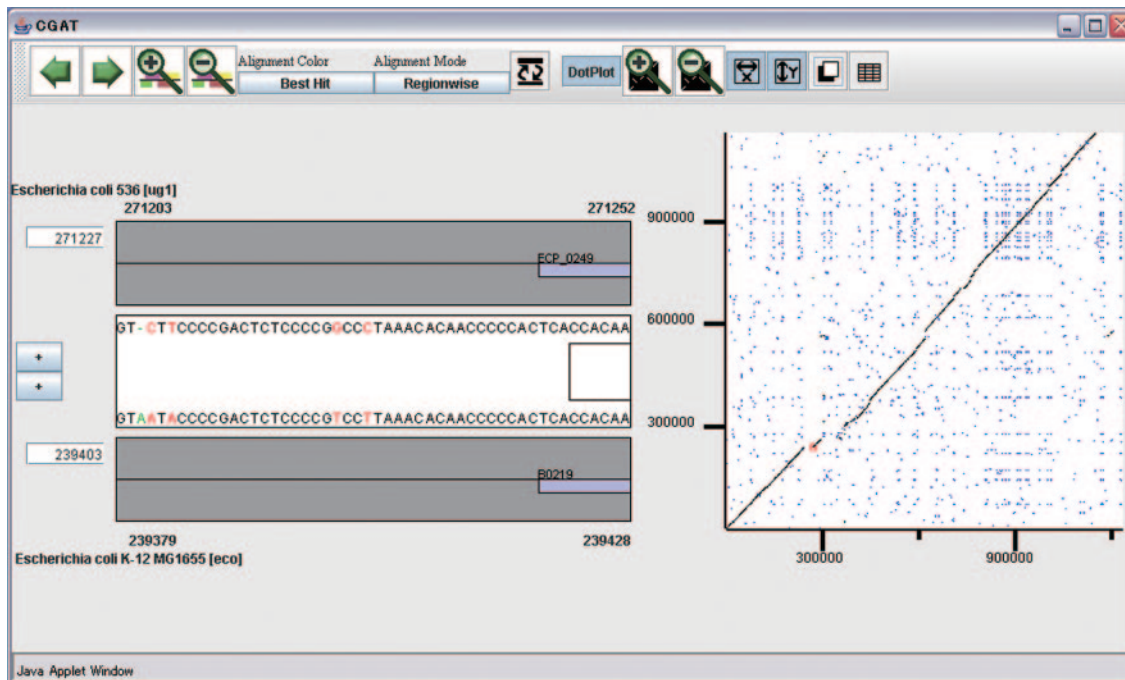 CGAT
Alignment Color
Alignment Mode
Best Hit
Regionwise
DotPlot
X
Y
Escherichia coli 536 [ug1]
271203
271252
271227
ECP_0249
GT-CTTCCCCGACTCTCCCCGGCCCTAAACACAACCCCCACTCACCACAA
+
+
GTAATACCCCGACTCTCCCCGTCCTTAAACACAACCCCCACTCACCACAA
239403
B0219
239379
239428
Escherichia coli K-12 MG1655 [eco]
900000
600000
300000
300000
900000
Java Applet Window